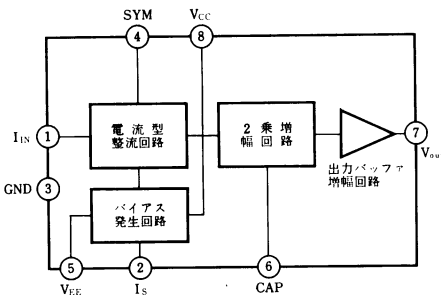 SYM
VCC
4
8
IIN
1
電流型
整流回路
2乗増
幅回路
7
Vou
出力バッファ
増幅回路
GND
3
バイアス
発生回路
5
2
6
VEE
IS
CAP